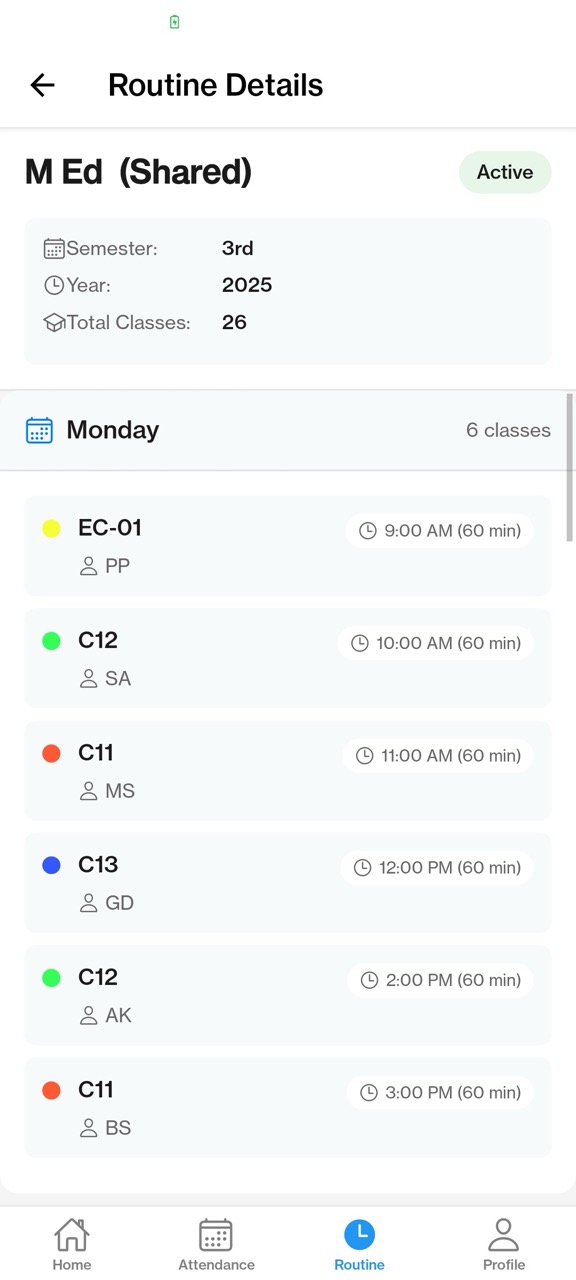 Routine Details
M Ed (Shared)
Active
Semester: 3rd
Year: 2025
Total Classes: 26
Monday 6 classes
EC-01 9:00 AM (60 min)
PP
C12 10:00 AM (60 min)
SA
C11 11:00 AM (60 min)
MS
C13 12:00 PM (60 min)
GD
C12 2:00 PM (60 min)
AK
C11 3:00 PM (60 min)
BS
Home Attendance Routine Profile